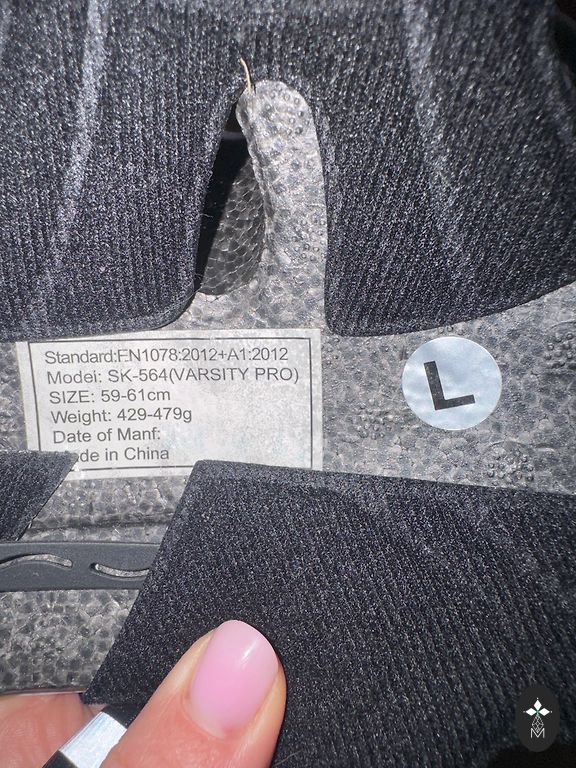 Standard:EN1078:2012+A1:2012
Model: SK-564(VARSITY PRO)
SIZE: 59-61cm
Weight: 429-479g
Date of Manf:
de in China
L
M